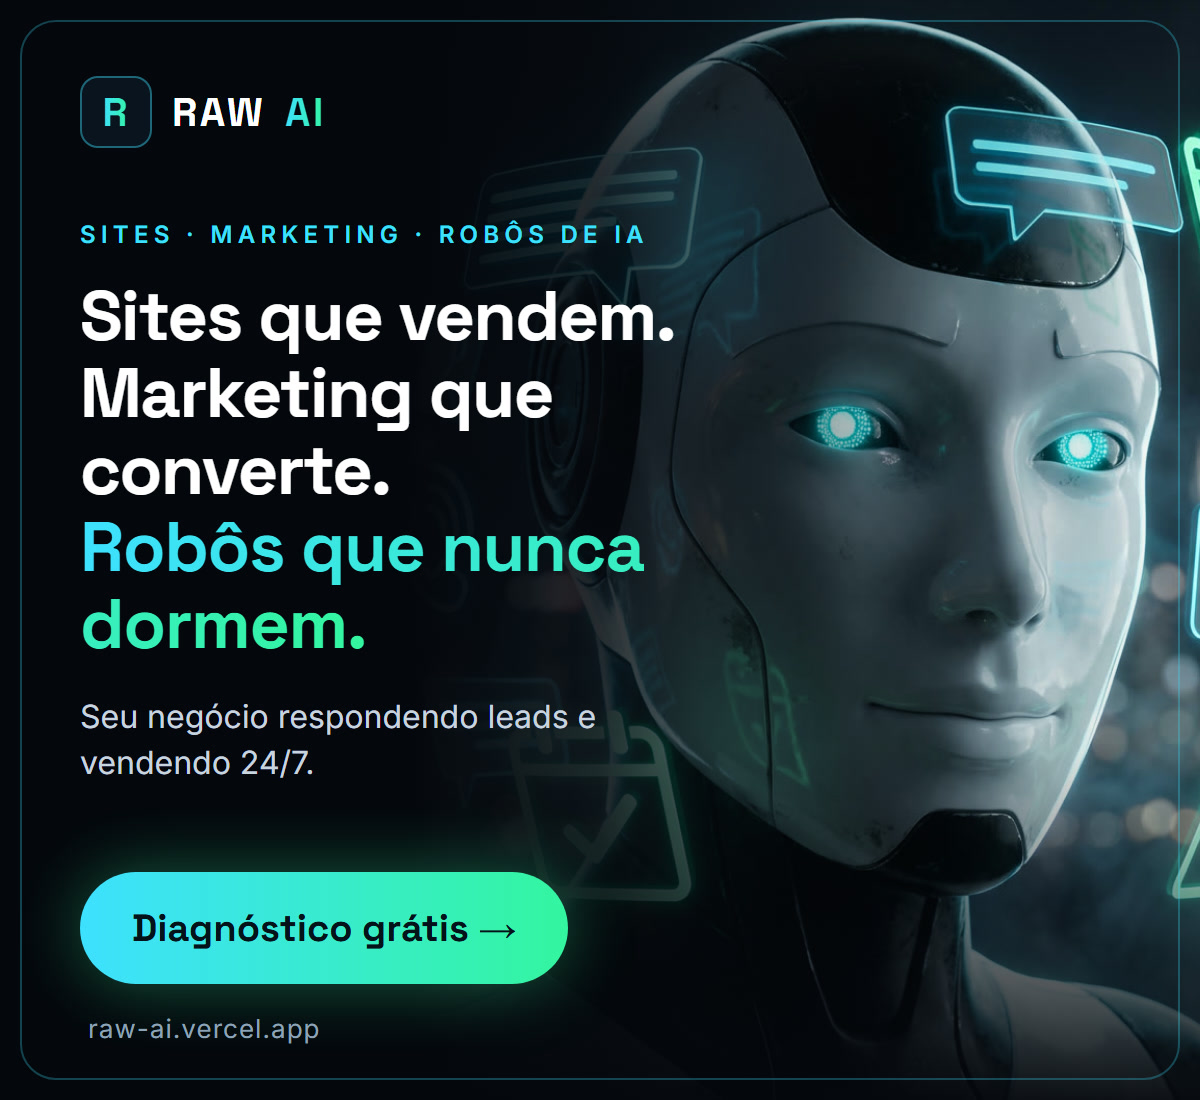 R RAW AI
SITES · MARKETING · ROBÔS DE IA
Sites que vendem.
Marketing que
converte.
Robôs que nunca
dormem.
Seu negócio respondendo leads e
vendendo 24/7.
Diagnóstico grátis →
raw-ai.vercel.app